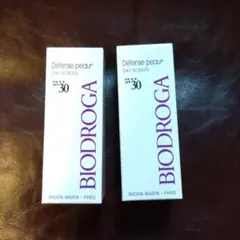 Défense peau
DAY SCREEN
30
BIODROGA
BADEN-BADEN • PARIS
Défense peau
DAY SCREEN
30
BIODROGA
BADEN-BADEN • PARIS